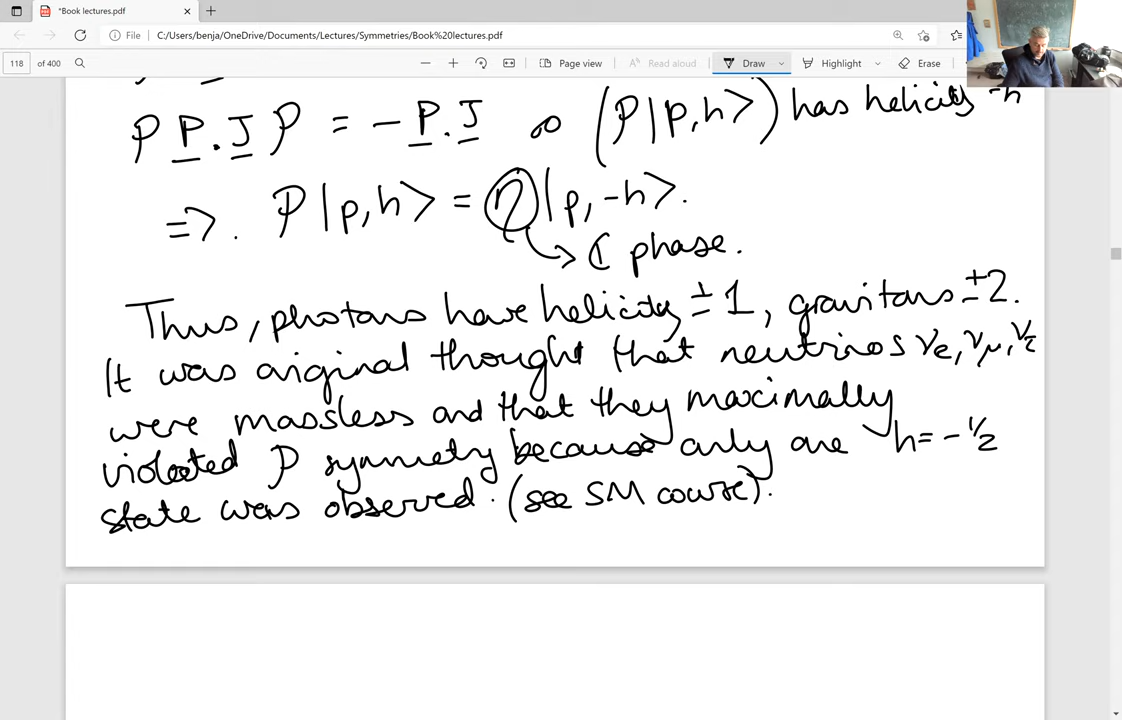 *Book lectures.pdf
File C:/Users/benja/OneDrive/Documents/Lectures/Symmetries/Book%20lectures.pdf
118 of 400 Page view Read aloud Draw Highlight Erase
P P.J P = -P.J so (P|p,h>) has helicity -h
=> . P|p,h> = η|p,-h>.
→ ℂ phase.
Thus, photons have helicity ±1, gravitons ±2.
It was original thought that neutrinos νe, νμ, ντ
were massless and that they maximally
violated P symmetry because only one h = -1/2
state was observed. (see SM course).